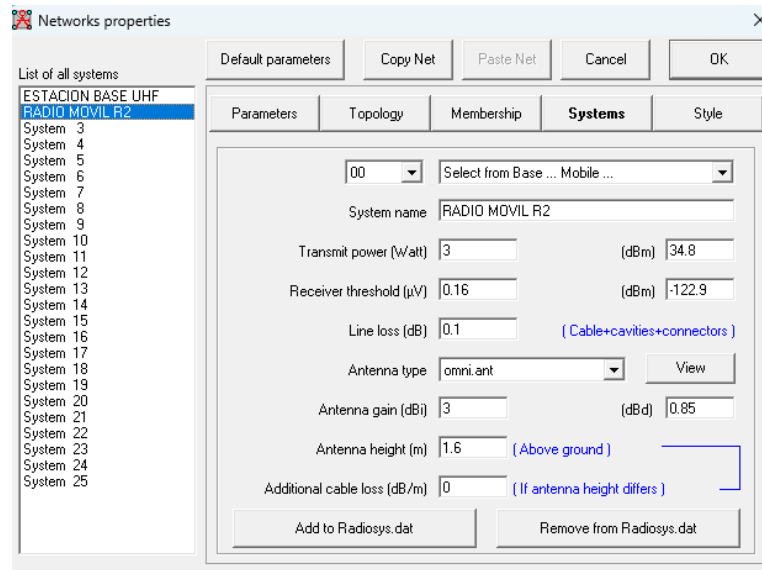 Networks properties
Default parameters Copy Net Paste Net Cancel OK
List of all systems
ESTACION BASE UHF
RADIO MOVIL R2
System 3
System 4
System 5
System 6
System 7
System 8
System 9
System 10
System 11
System 12
System 13
System 14
System 15
System 16
System 17
System 18
System 19
System 20
System 21
System 22
System 23
System 24
System 25
Parameters Topology Membership Systems Style
00 Select from Base ... Mobile ...
System name RADIO MOVIL R2
Transmit power (Watt) 3 (dBm) 34.8
Receiver threshold (µV) 0.16 (dBm) -122.9
Line loss (dB) 0.1 ( Cable+cavities+connectors )
Antenna type omni.ant View
Antenna gain (dBi) 3 (dBd) 0.85
Antenna height (m) 1.6 ( Above ground )
Additional cable loss (dB/m) 0 ( If antenna height differs )
Add to Radiosys.dat Remove from Radiosys.dat